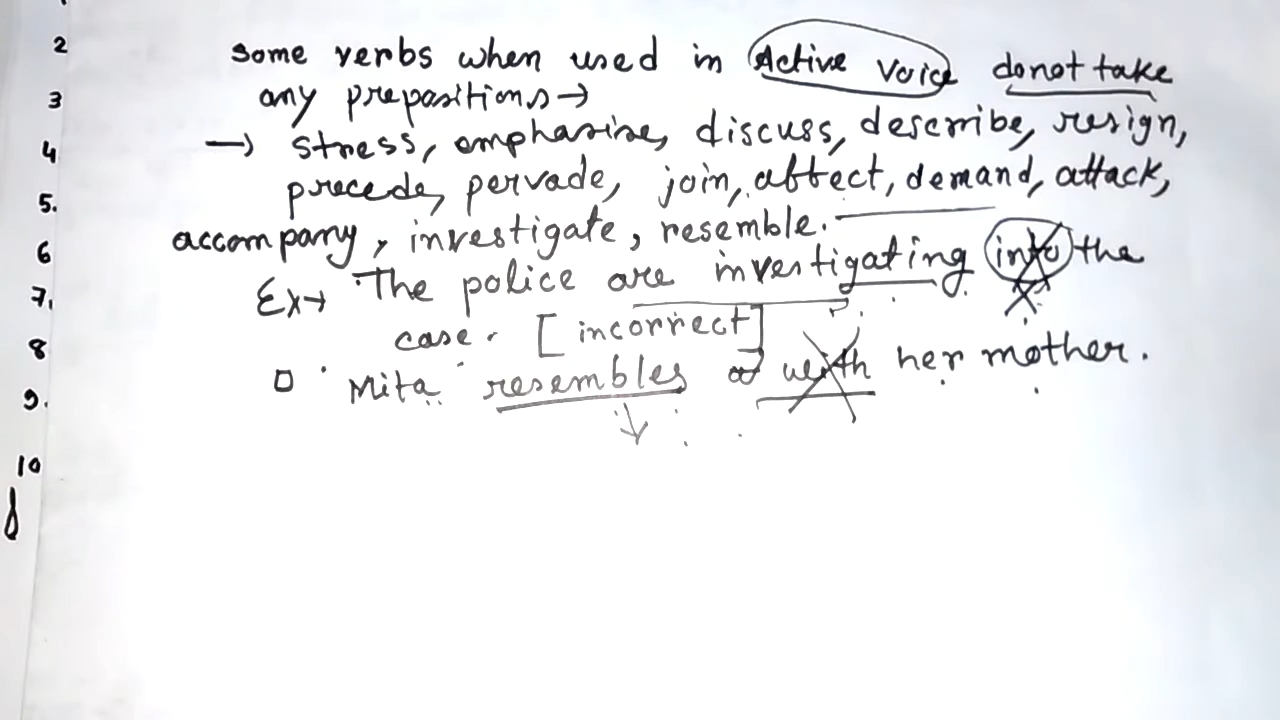 2
3
4
5.
6
7.
8
9.
10
some verbs when used in Active Voice donot take
any prepositions→
→ stress, emphasise, discuss, describe, resign,
precede, pervade, join, affect, demand, attack,
accompany, investigate, resemble.
Ex→ The police are investigating into the
case. [incorrect]
□ Mita resembles with her mother.